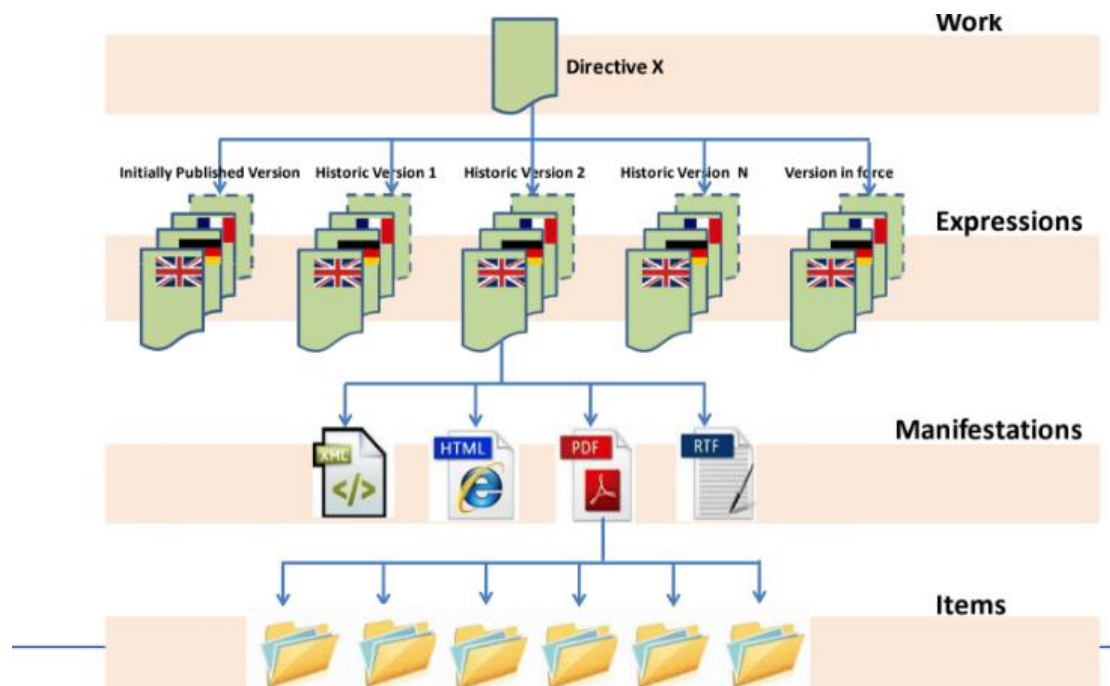 Work
Directive X
Initially Published Version Historic Version 1 Historic Version 2 Historic Version N Version in force
Expressions
Manifestations
XML HTML PDF RTF
Items